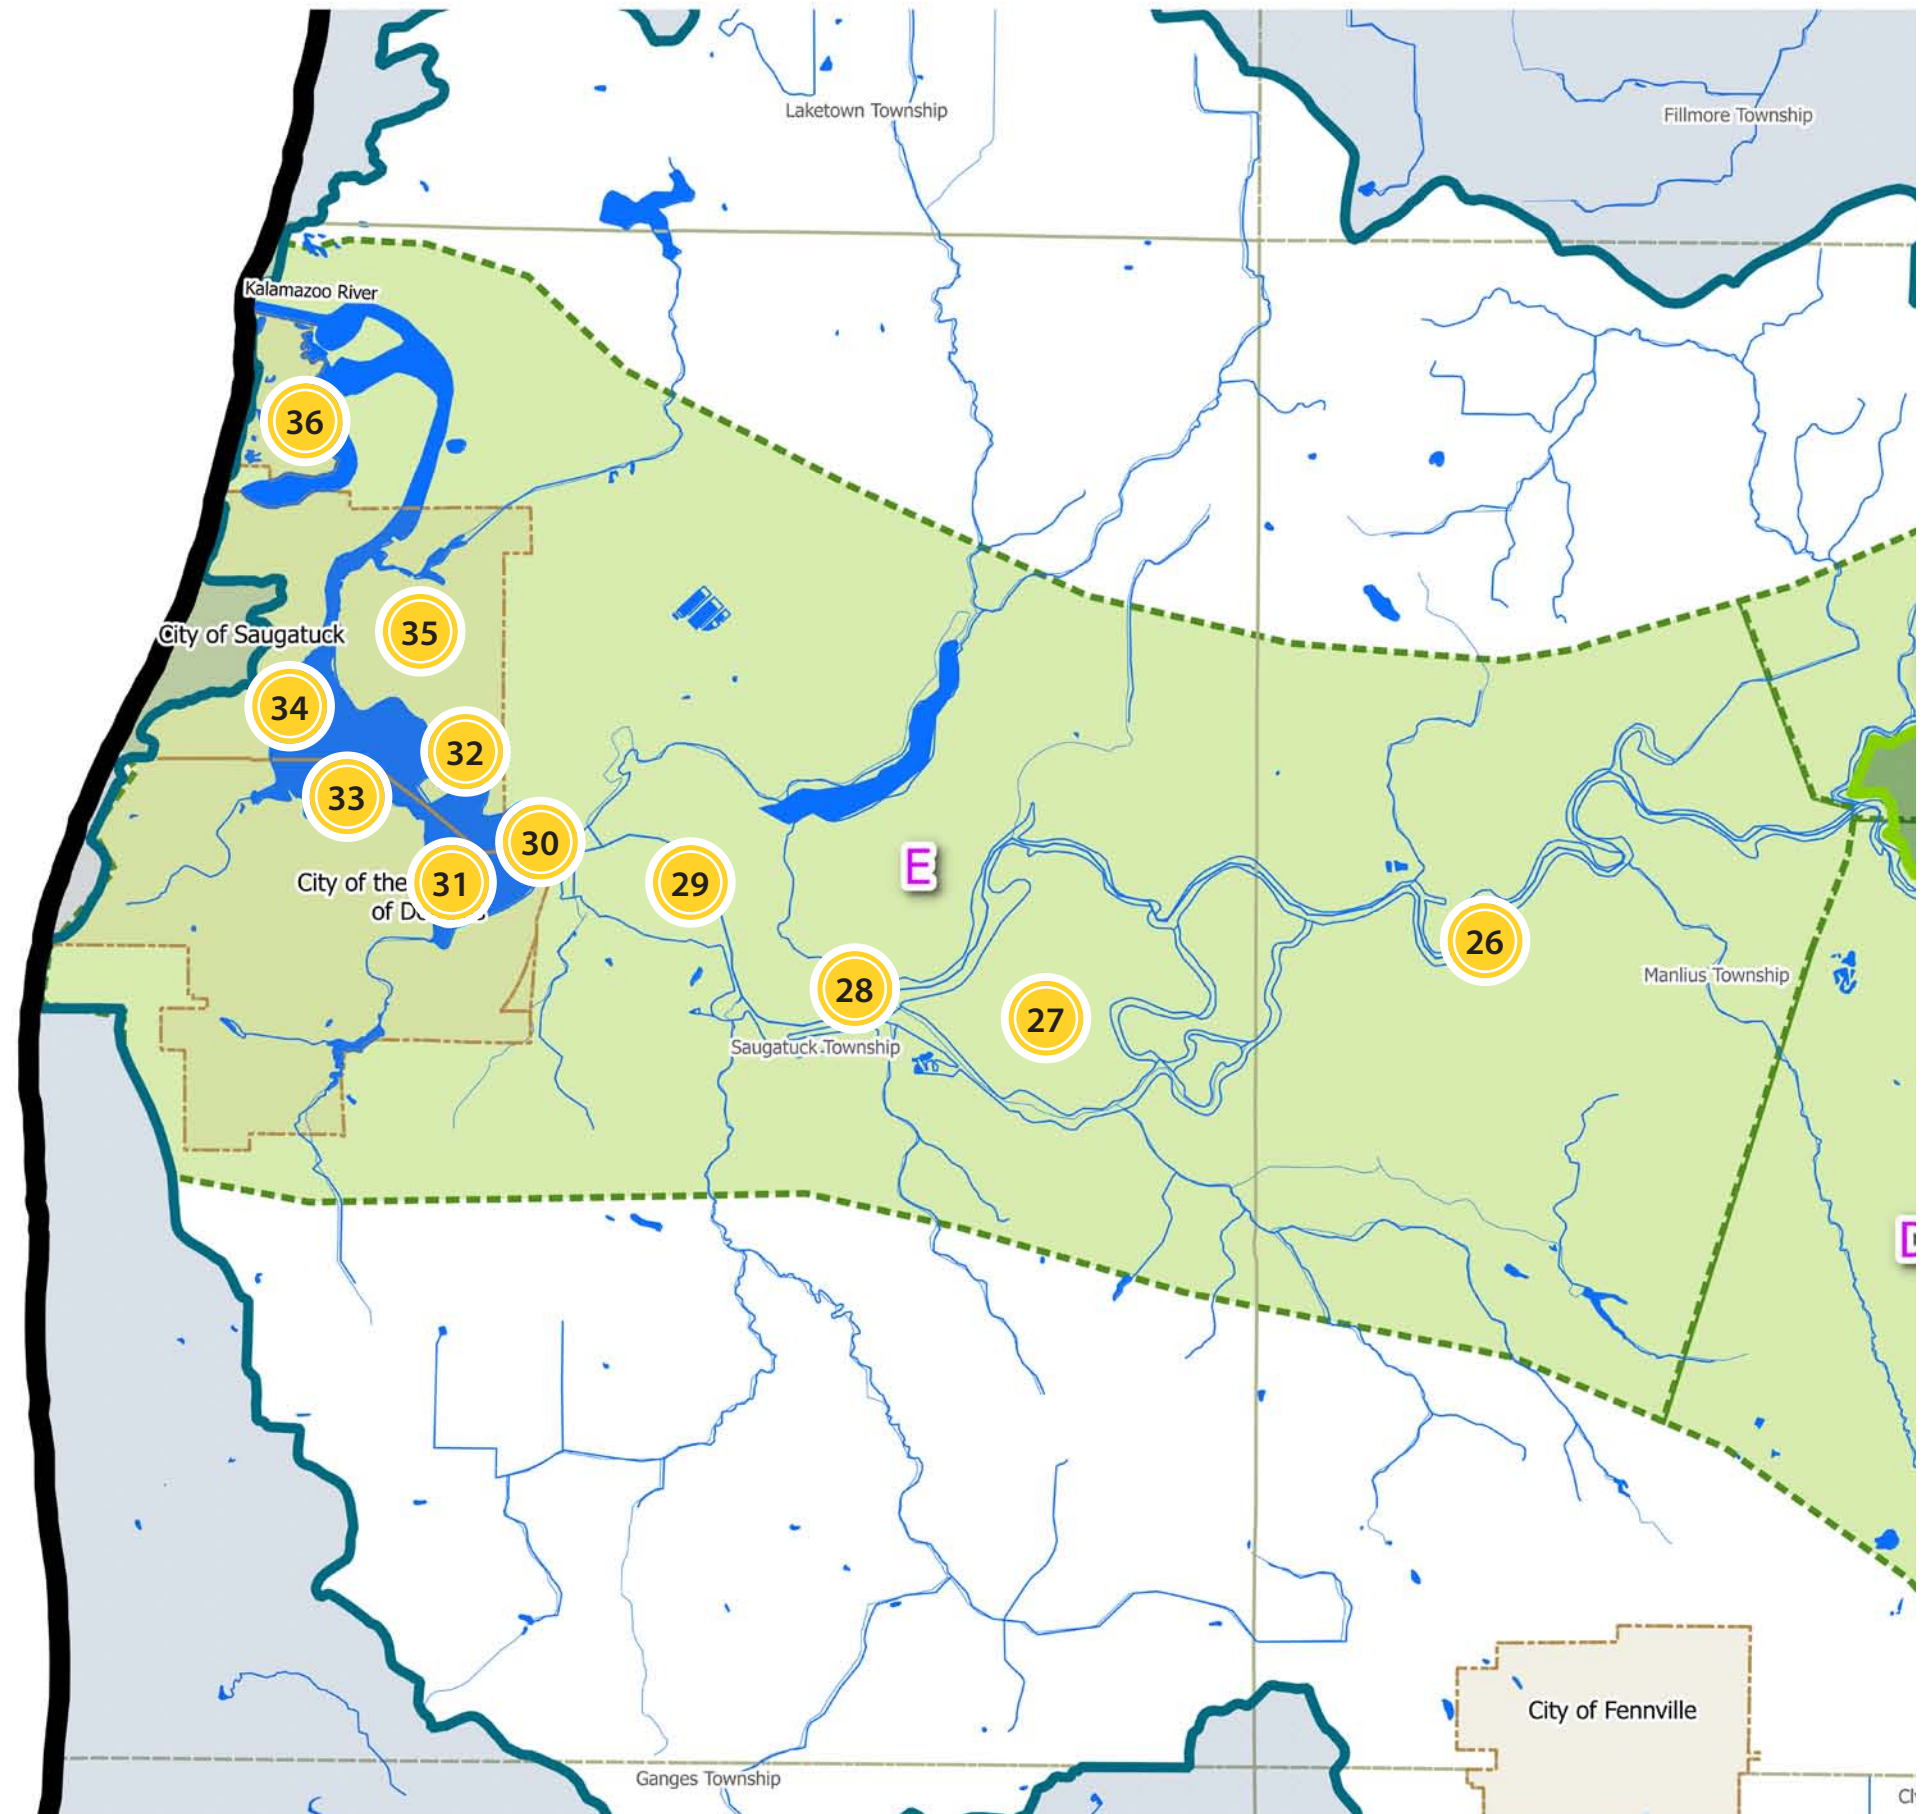 Laketown Township
Fillmore Township
Kalamazoo River
36
City of Saugatuck
35
34
32
33
30
City of the
31
29
E
of
26
28
Manlius Township
27
Saugatuck Township
D
City of Fennville
Ganges Township